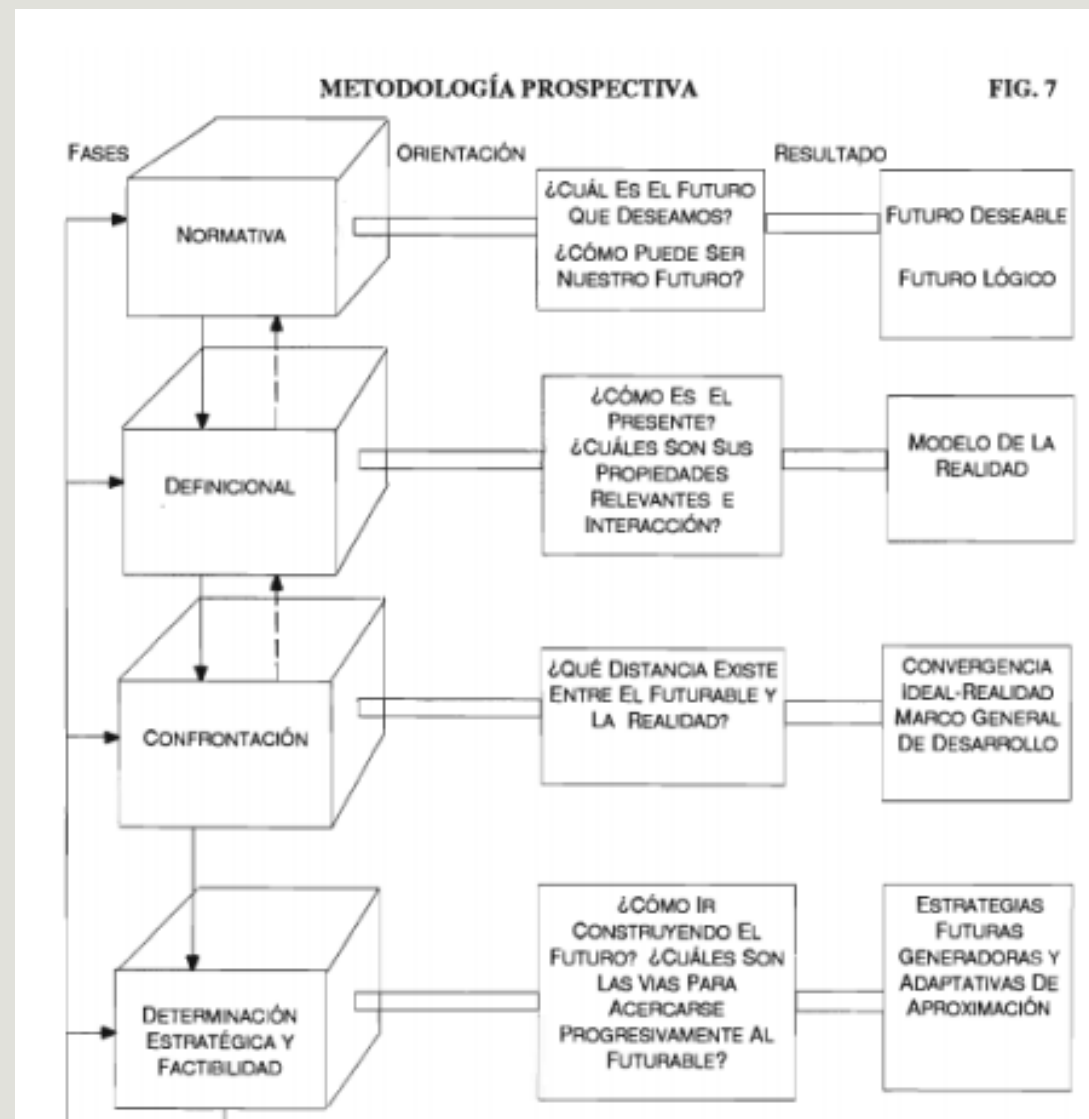 METODOLOGÍA PROSPECTIVA
FIG. 7
FASES
ORIENTACIÓN
RESULTADO
NORMATIVA
¿CUÁL ES EL FUTURO
QUE DESEAMOS?
¿CÓMO PUEDE SER
NUESTRO FUTURO?
FUTURO DESEABLE
FUTURO LÓGICO
DEFINICIONAL
¿CÓMO ES EL
PRESENTE?
¿CUÁLES SON SUS
PROPIEDADES
RELEVANTES E
INTERACCIÓN?
MODELO DE LA
REALIDAD
CONFRONTACIÓN
¿QUÉ DISTANCIA EXISTE
ENTRE EL FUTURABLE Y
LA REALIDAD?
CONVERGENCIA
IDEAL-REALIDAD
MARCO GENERAL
DE DESARROLLO
DETERMINACIÓN
ESTRATÉGICA Y
FACTIBILIDAD
¿CÓMO IR
CONSTRUYENDO EL
FUTURO? ¿CUÁLES SON
LAS VIAS PARA
ACERCARSE
PROGRESIVAMENTE AL
FUTURABLE?
ESTRATEGIAS
FUTURAS
GENERADORAS Y
ADAPTATIVAS DE
APROXIMACIÓN